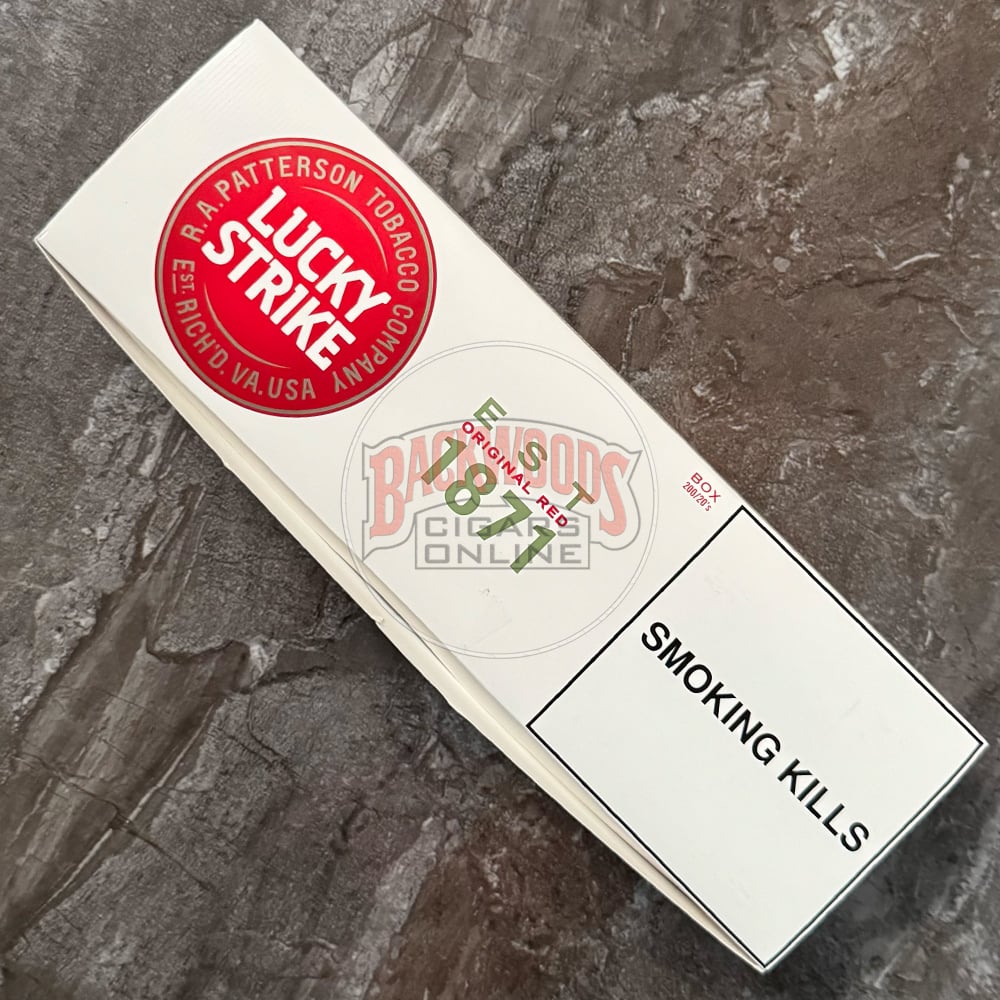 R.A.PATTERSON TOBACCO COMPANY
LUCKY
STRIKE
EST. RICH'D. VA.USA
EST
ORIGINAL RED
1871
BACKWOODS
CIGARS
ONLINE
BOX
200/20's
SMOKING KILLS